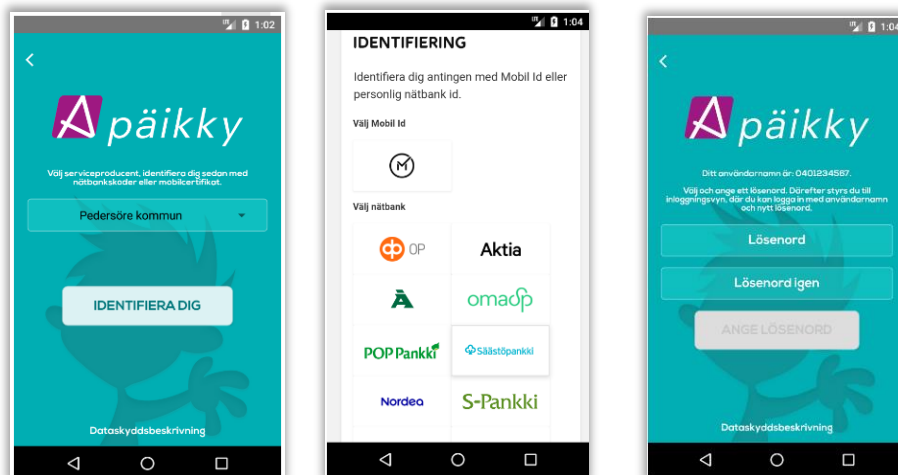 1:02
A päikky
Välj serviceproducent, identifiera dig sedan med
nätbankskoder eller mobilcertifikat.
Pedersöre kommun
IDENTIFIERA DIG
Dataskyddsbeskrivning
1:04
IDENTIFIERING
Identifiera dig antingen med Mobil Id eller
personlig nätbank id.
Välj Mobil Id
Välj nätbank
OP
Aktia
Å
omasp
POP Pankki
Säästöpankki
Nordea
S-Pankki
1:04
A päikky
Ditt användarnamn är: 0401234567.
Välj och ange ett lösenord. Därefter styrs du till
inloggningsvyn, där du kan logga in med användarnamn
och nytt lösenord.
Lösenord
Lösenord igen
ANGE LÖSENORD
Dataskyddsbeskrivning